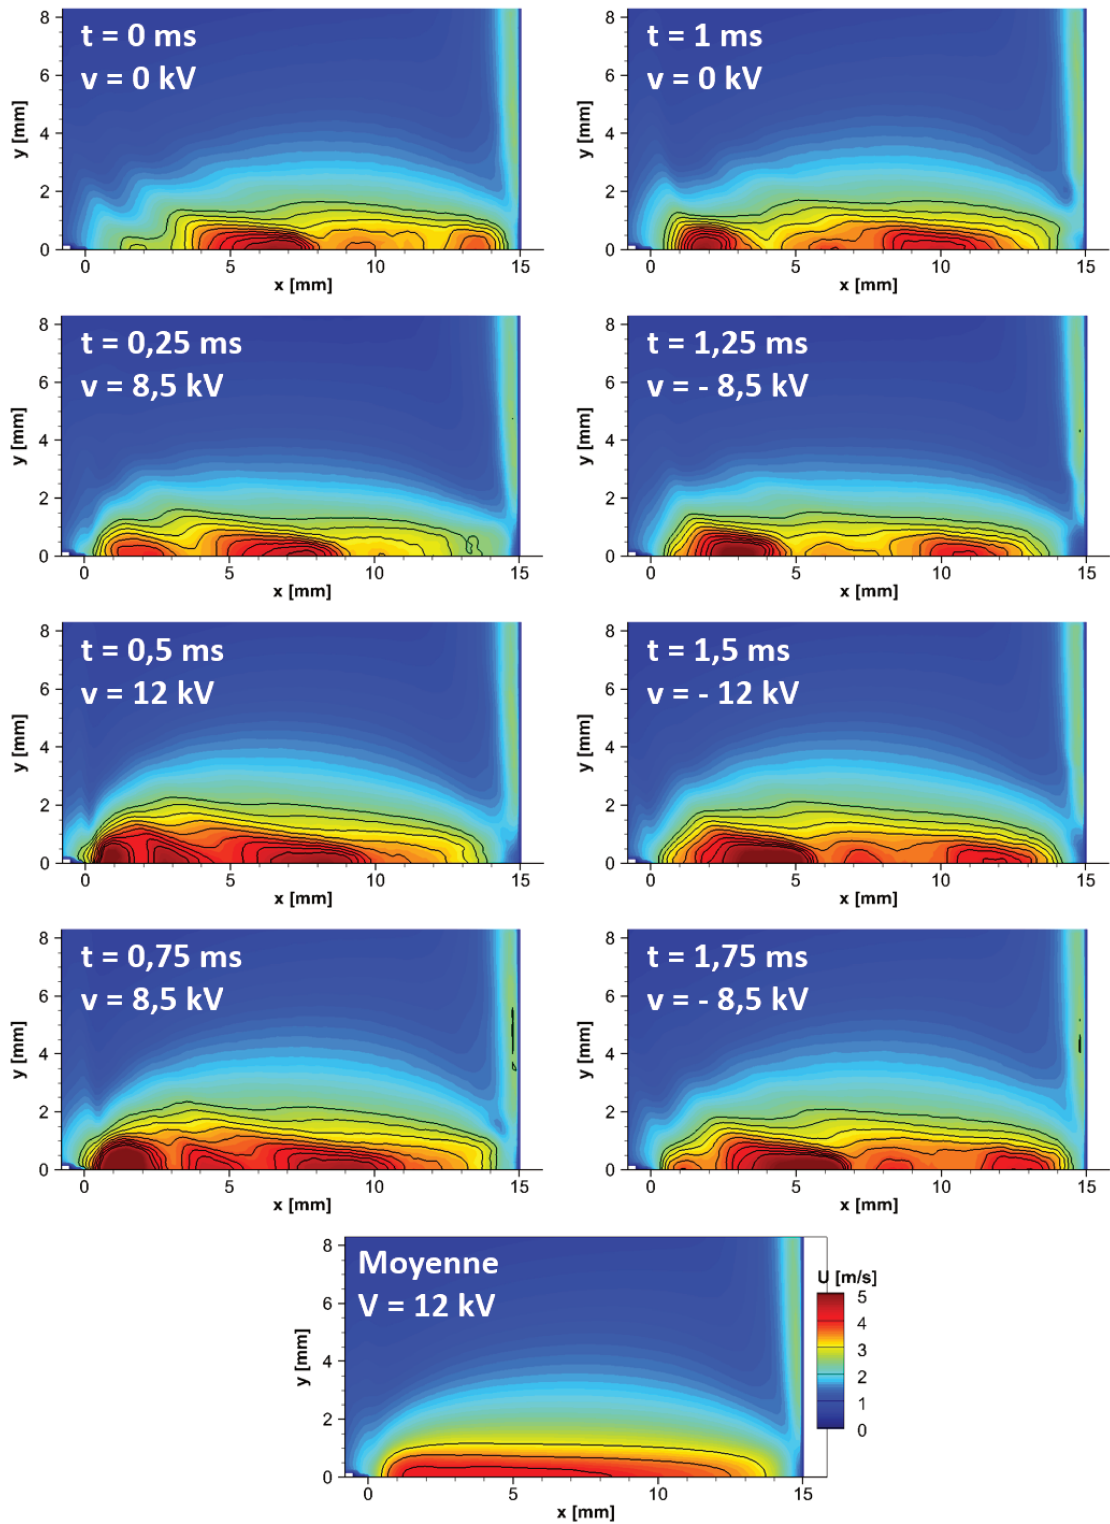 t = 0 ms
v = 0 kV
8
6
4
2
0
y [mm]
0 5 10 15
x [mm]
t = 1 ms
v = 0 kV
8
6
4
2
0
y [mm]
0 5 10 15
x [mm]
t = 0,25 ms
v = 8,5 kV
8
6
4
2
0
y [mm]
0 5 10 15
x [mm]
t = 1,25 ms
v = - 8,5 kV
8
6
4
2
0
y [mm]
0 5 10 15
x [mm]
t = 0,5 ms
v = 12 kV
8
6
4
2
0
y [mm]
0 5 10 15
x [mm]
t = 1,5 ms
v = - 12 kV
8
6
4
2
0
y [mm]
0 5 10 15
x [mm]
t = 0,75 ms
v = 8,5 kV
8
6
4
2
0
y [mm]
0 5 10 15
x [mm]
t = 1,75 ms
v = - 8,5 kV
8
6
4
2
0
y [mm]
0 5 10 15
x [mm]
Moyenne
V = 12 kV
8
6
4
2
0
y [mm]
0 5 10 15
x [mm]
U [m/s]
5
4
3
2
1
0